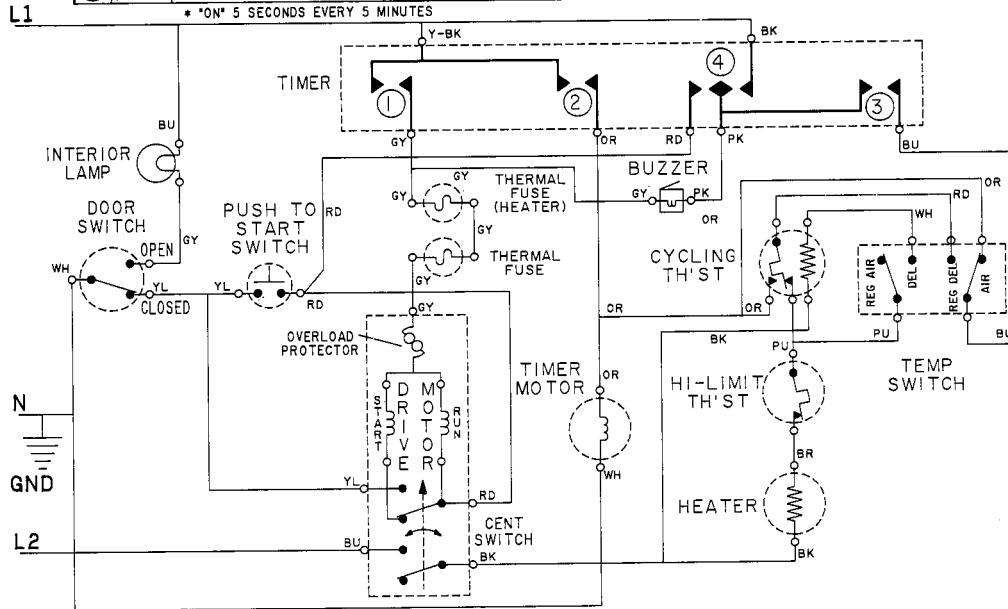 * "ON" 5 SECONDS EVERY 5 MINUTES
L1
Y-BK
BK
TIMER
1
2
4
3
GY
OR
RD
PK
BU
BU
INTERIOR
LAMP
GY
DOOR
SWITCH
OPEN
WH
YL
CLOSED
PUSH TO
START
SWITCH
RD
YL
RD
GY
THERMAL
FUSE
(HEATER)
GY
THERMAL
FUSE
GY
GY
BUZZER
GY
PK
OR
OR
RD
WH
CYCLING
TH'ST
OR
OR
BK
PU
REG AIR
DEL
REG DEL
AIR
PU
BU
TEMP
SWITCH
OVERLOAD
PROTECTOR
DRIVE
MOTOR
START
RUN
TIMER
MOTOR
OR
WH
HI-LIMIT
TH'ST
BR
HEATER
BK
N
GND
YL
RD
CENT
SWITCH
L2
BU
BK